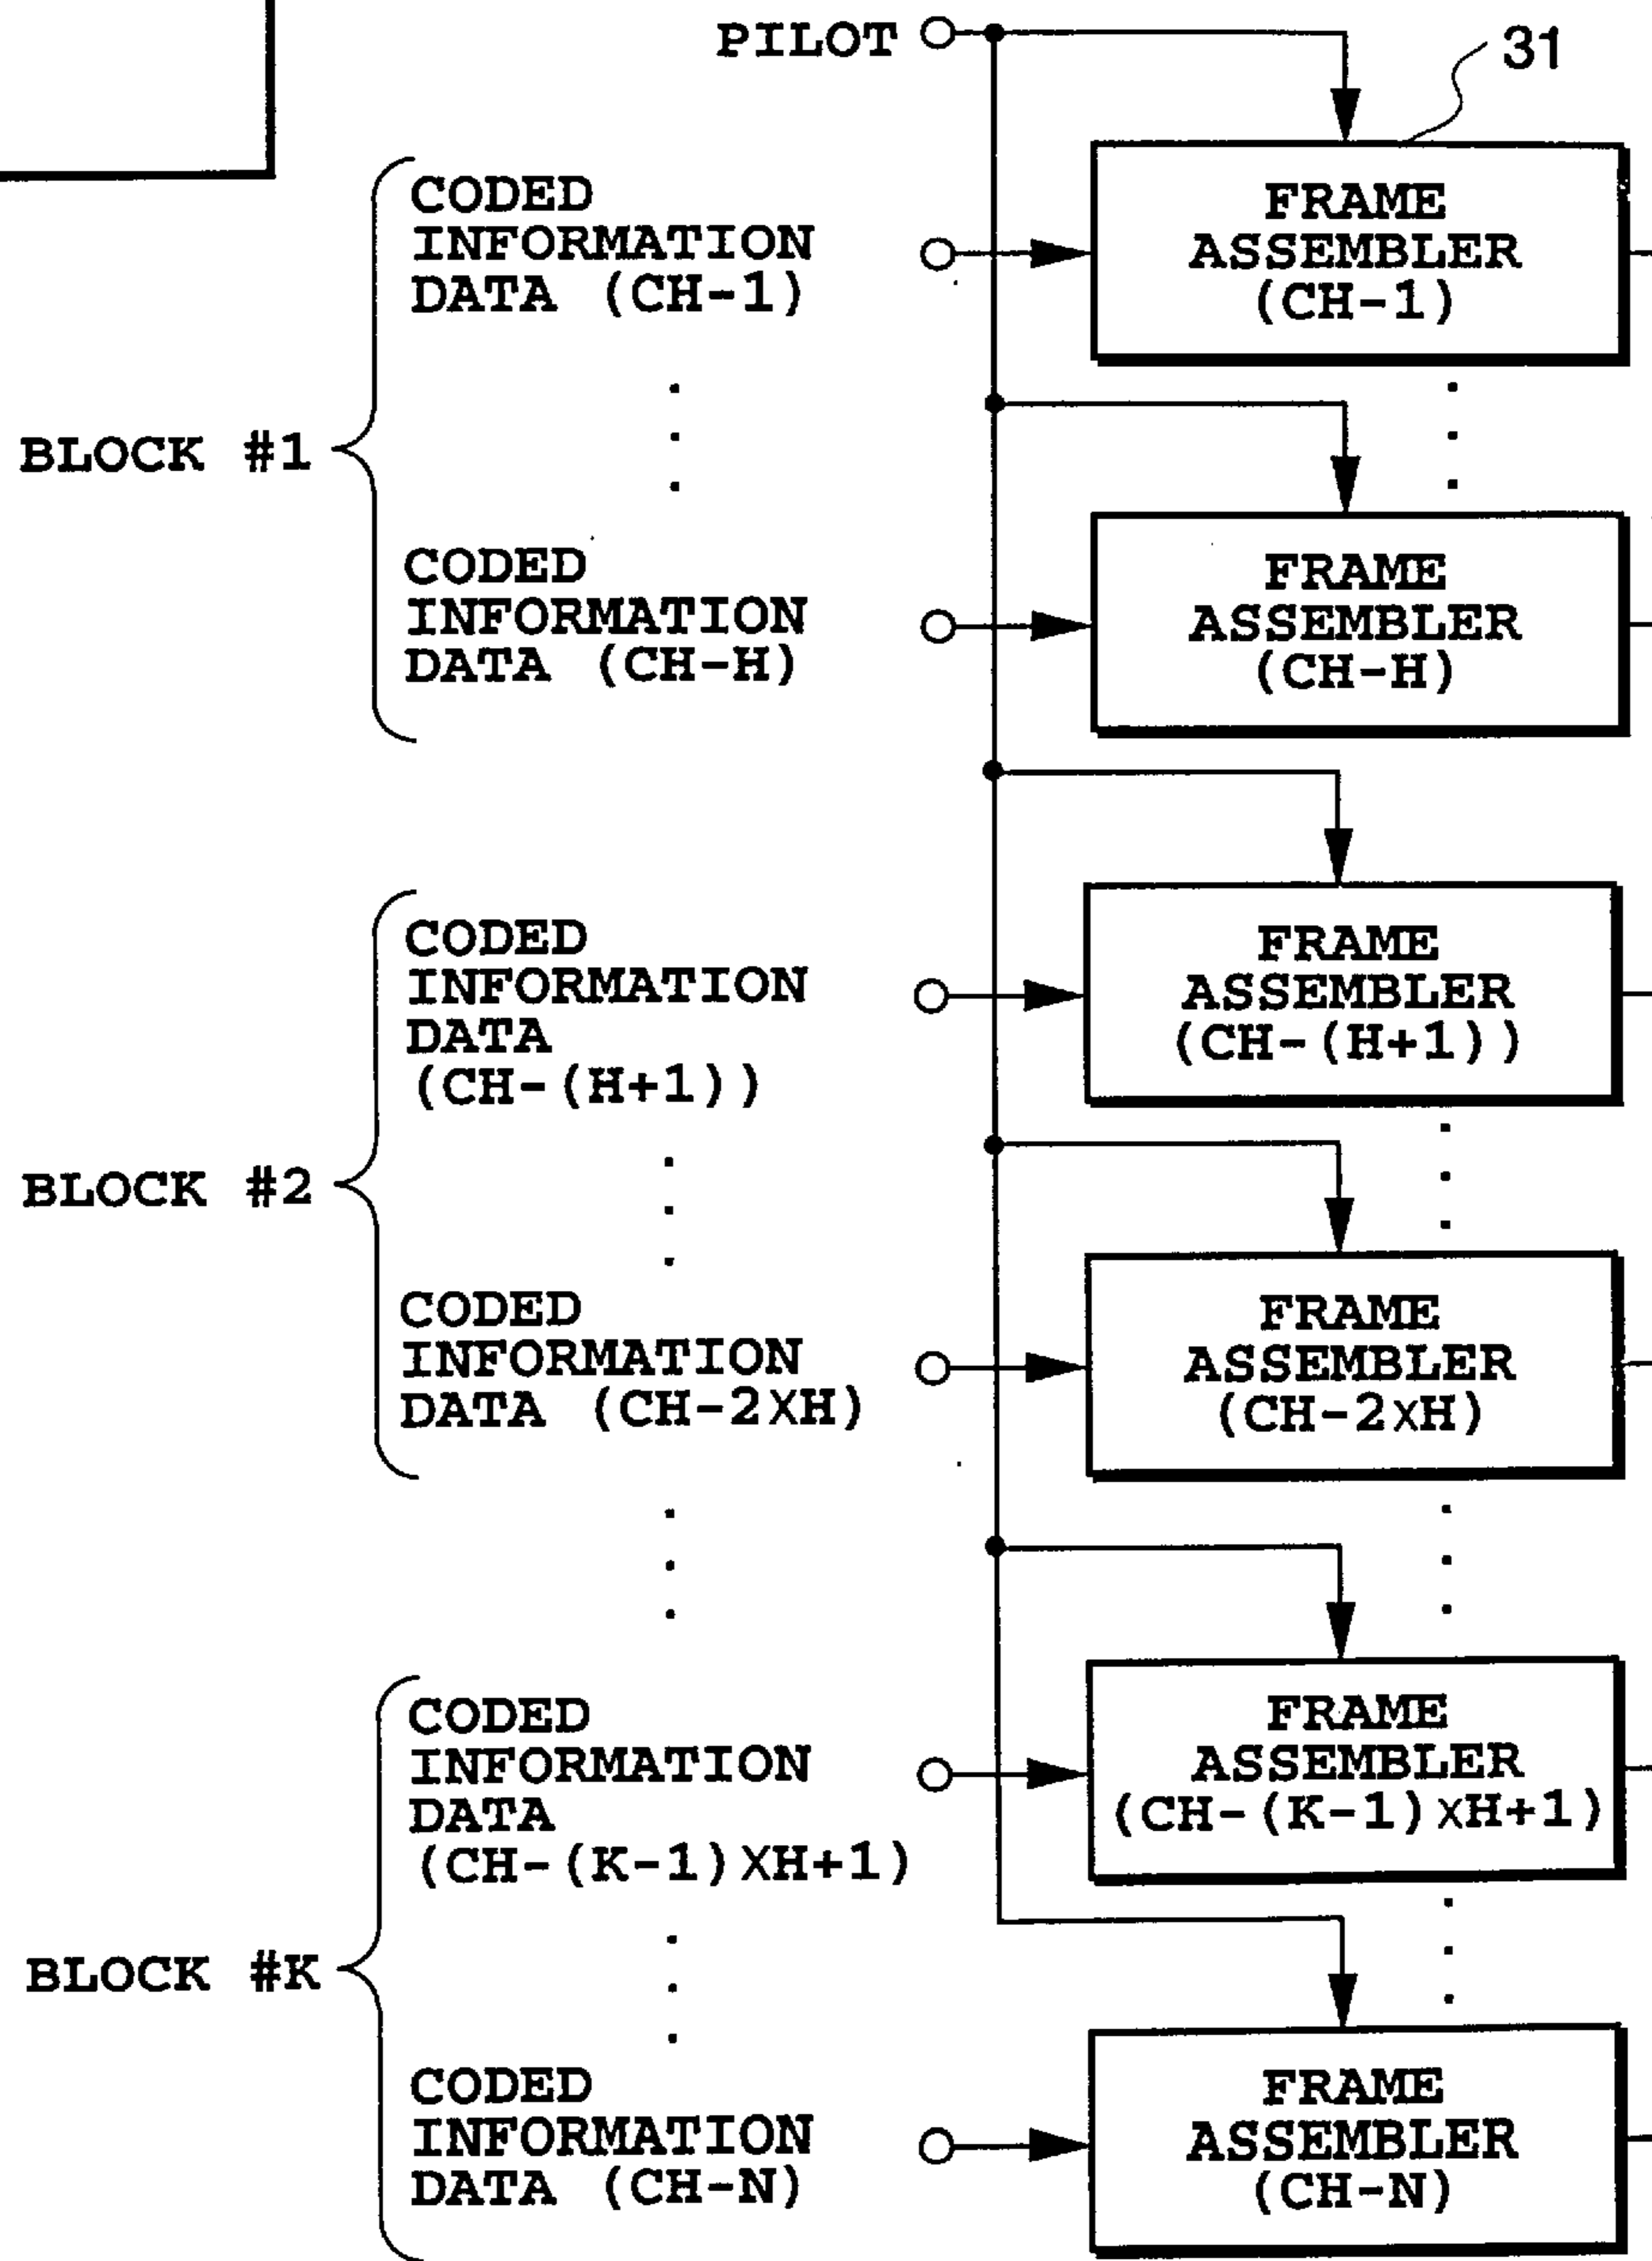 PILOT
31
CODED
INFORMATION
DATA (CH-1)
FRAME
ASSEMBLER
(CH-1)
BLOCK #1
CODED
INFORMATION
DATA (CH-H)
FRAME
ASSEMBLER
(CH-H)
CODED
INFORMATION
DATA
(CH-(H+1))
FRAME
ASSEMBLER
(CH-(H+1))
BLOCK #2
CODED
INFORMATION
DATA (CH-2XH)
FRAME
ASSEMBLER
(CH-2XH)
CODED
INFORMATION
DATA
(CH-(K-1)XH+1)
FRAME
ASSEMBLER
(CH-(K-1)XH+1)
BLOCK #K
CODED
INFORMATION
DATA (CH-N)
FRAME
ASSEMBLER
(CH-N)